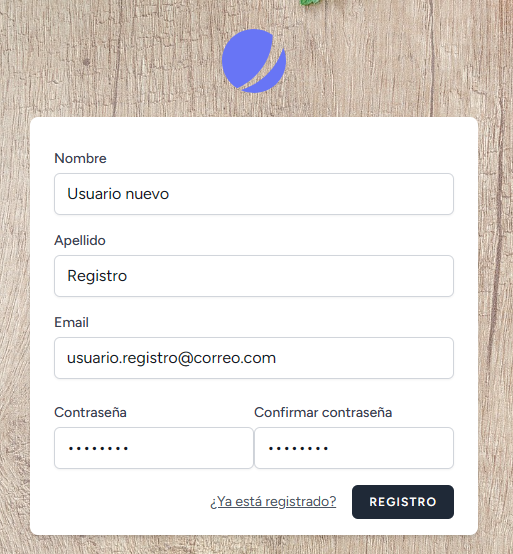 Nombre
Usuario nuevo
Apellido
Registro
Email
usuario.registro@correo.com
Contraseña Confirmar contraseña
•••••••• ••••••••
¿Ya está registrado? REGISTRO